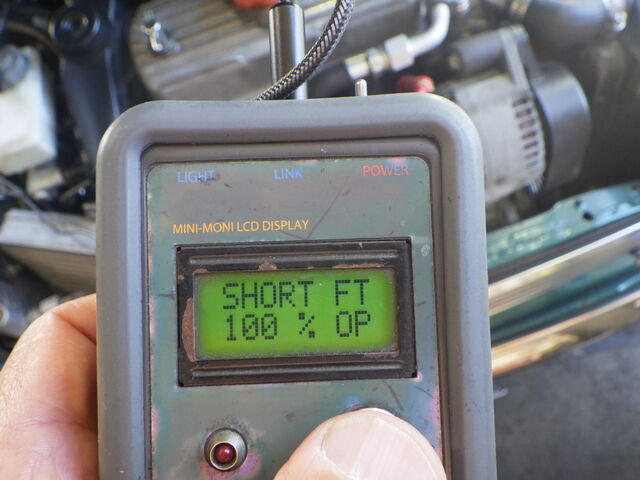 LIGHT LINK POWER
MINI-MONI LCD DISPLAY
SHORT FT
100 % OP